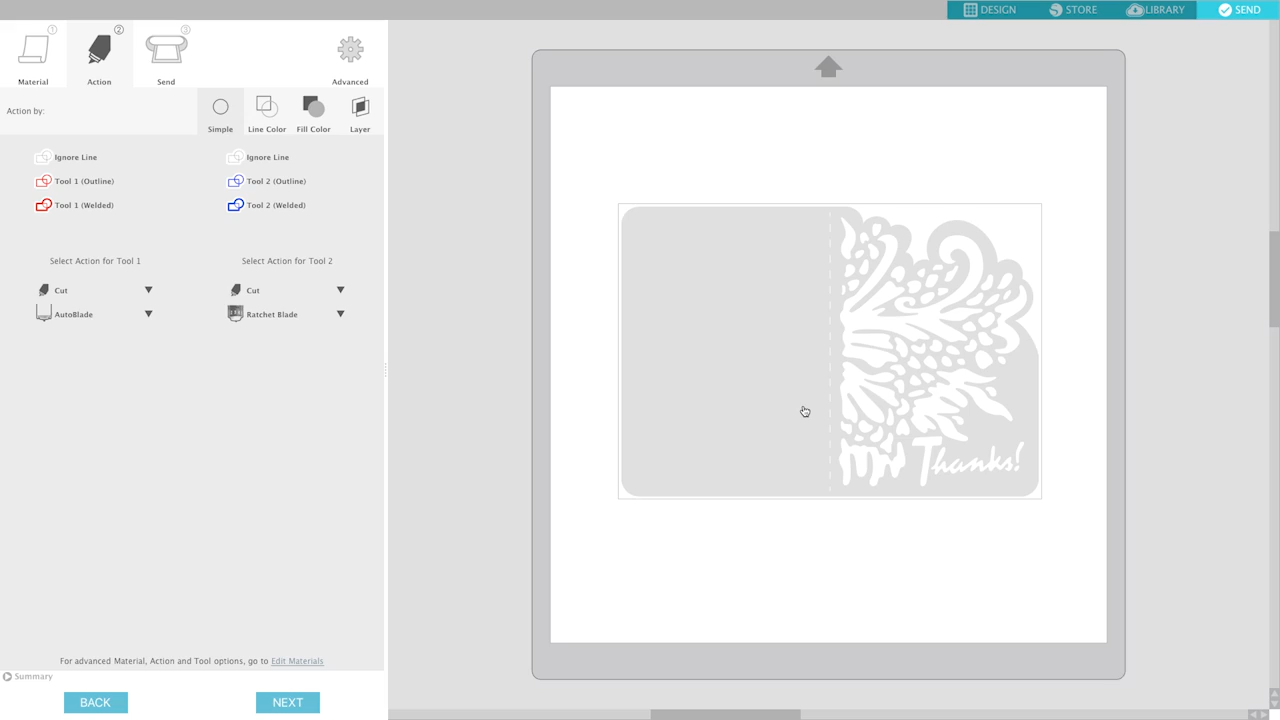 DESIGN STORE LIBRARY SEND
1 2 3
Material Action Send Advanced
Action by:
Simple Line Color Fill Color Layer
Ignore Line Ignore Line
Tool 1 (Outline) Tool 2 (Outline)
Tool 1 (Welded) Tool 2 (Welded)
Select Action for Tool 1 Select Action for Tool 2
Cut Cut
AutoBlade Ratchet Blade
Thanks!
For advanced Material, Action and Tool options, go to Edit Materials
Summary
BACK NEXT